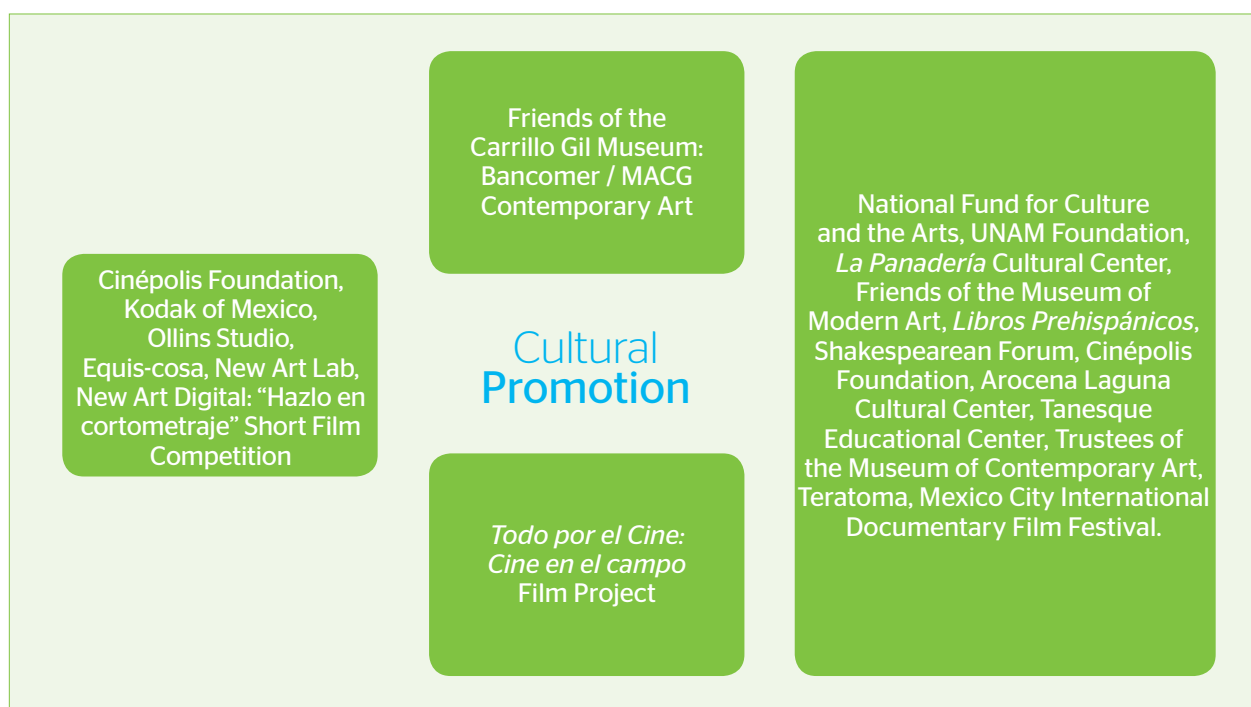 Friends of the
Carrillo Gil Museum:
Bancomer / MACG
Contemporary Art
Cinépolis Foundation,
Kodak of Mexico,
Ollins Studio,
Equis-cosa, New Art Lab,
New Art Digital: “Hazlo en
cortometraje” Short Film
Competition
Cultural
Promotion
Todo por el Cine:
Cine en el campo
Film Project
National Fund for Culture
and the Arts, UNAM Foundation,
La Panadería Cultural Center,
Friends of the Museum of
Modern Art, Libros Prehispánicos,
Shakespearean Forum, Cinépolis
Foundation, Arocena Laguna
Cultural Center, Tanesque
Educational Center, Trustees of
the Museum of Contemporary Art,
Teratoma, Mexico City International
Documentary Film Festival.